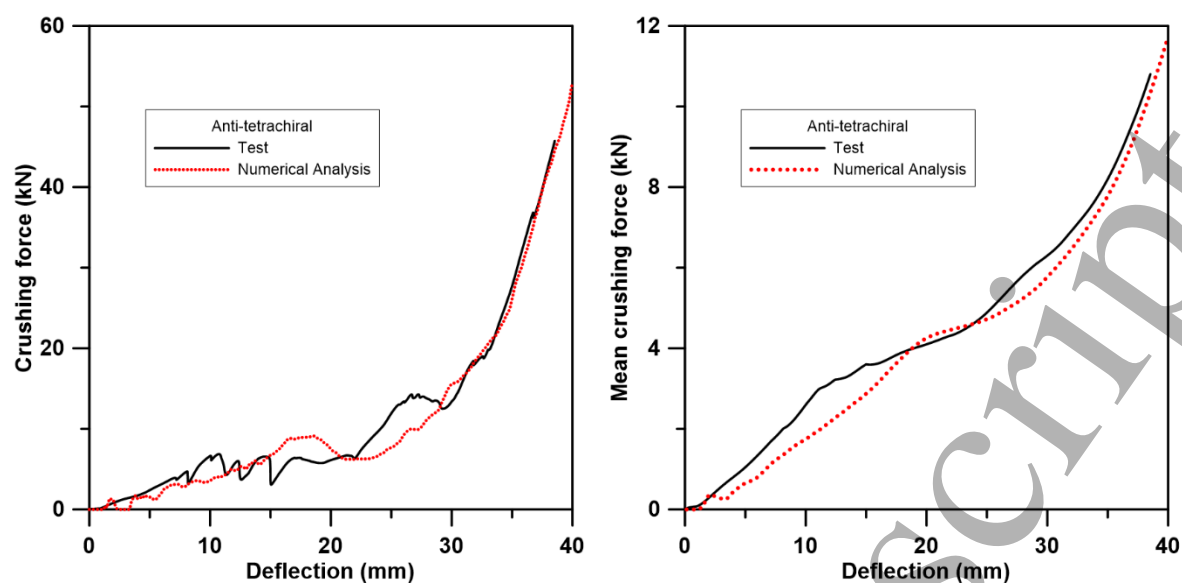 60
40
20
0
Crushing force (kN)
Anti-tetrachiral
Test
Numerical Analysis
0 10 20 30 40
Deflection (mm)
12
8
4
0
Mean crushing force (kN)
Anti-tetrachiral
Test
Numerical Analysis
0 10 20 30 40
Deflection (mm)
script